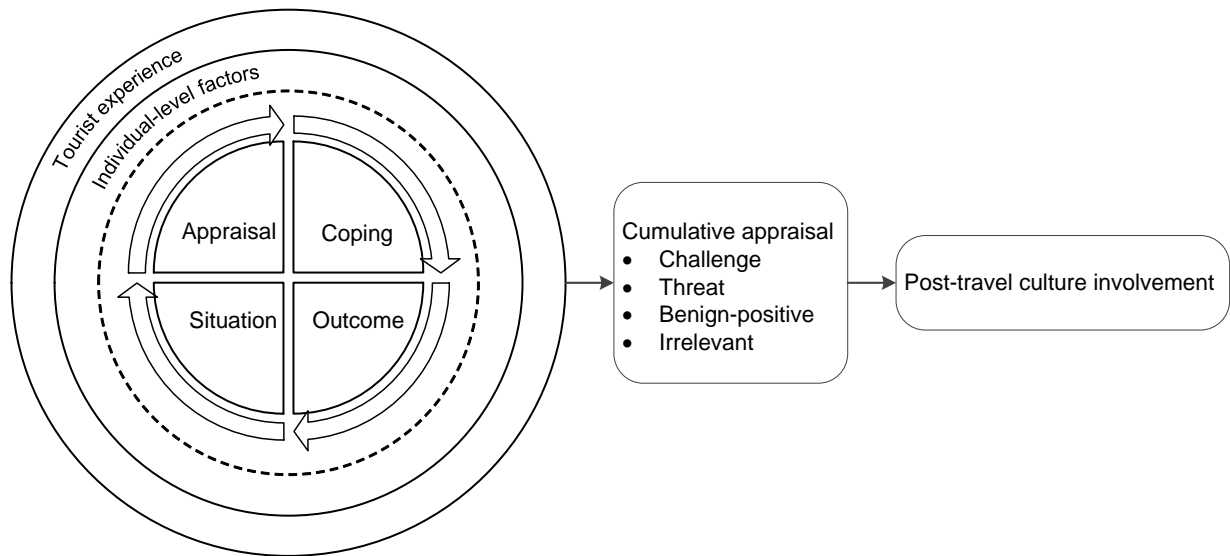 Tourist experience
Individual-level factors
Appraisal
Coping
Situation
Outcome
Cumulative appraisal
• Challenge
• Threat
• Benign-positive
• Irrelevant
Post-travel culture involvement